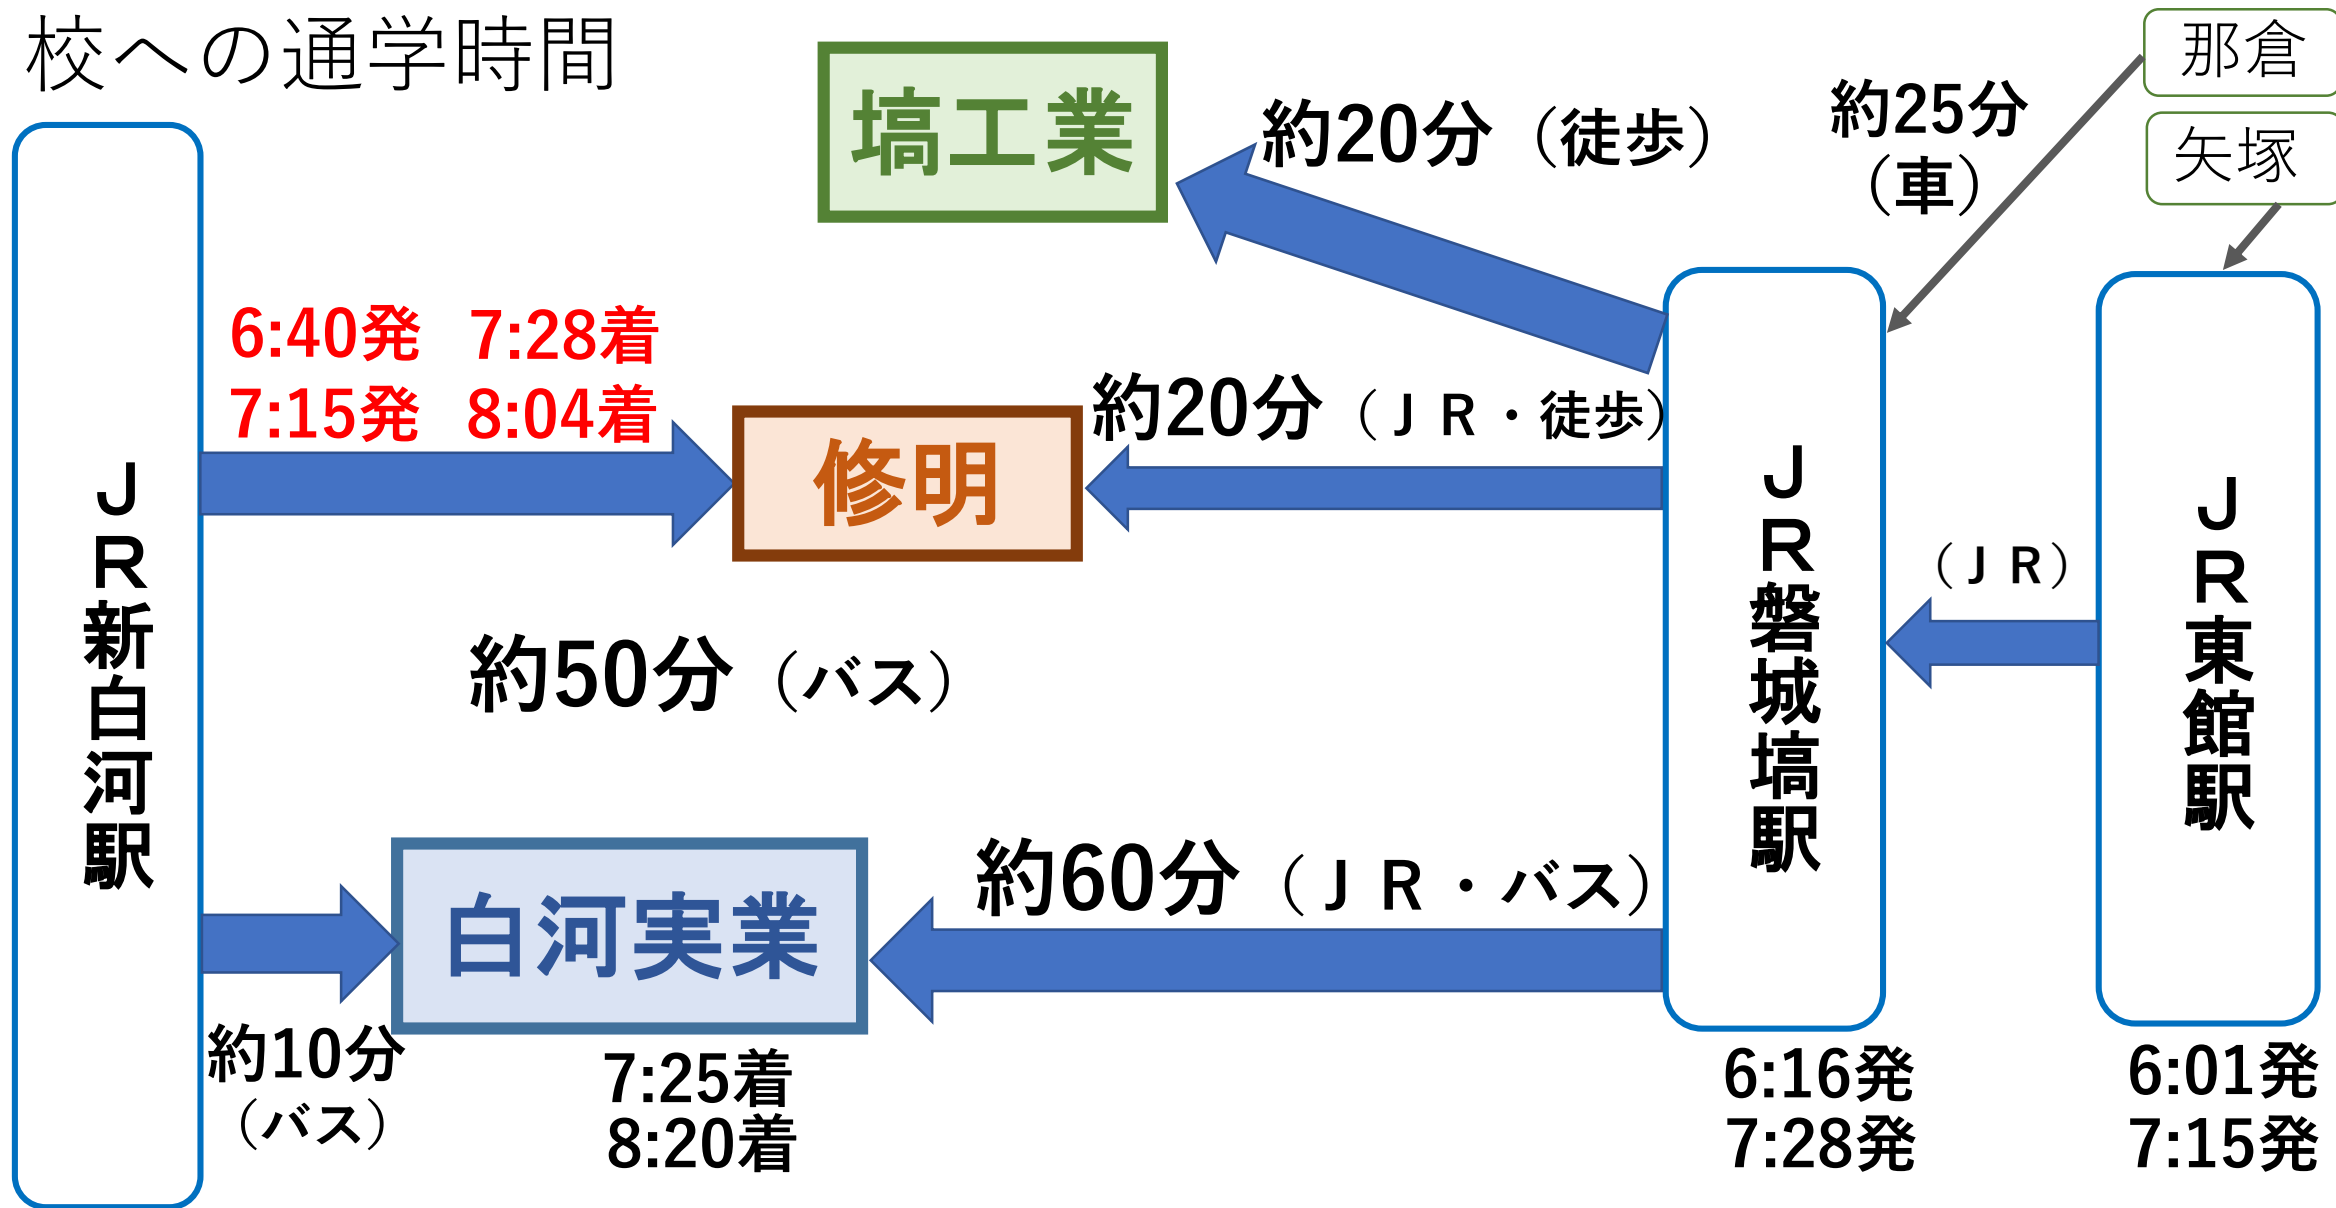 校への通学時間
那倉
矢塚
塙工業
約20分（徒歩）
約25分
（車）
6:40発 7:28着
7:15発 8:04着
修明
約20分（ＪＲ・徒歩）
ＪＲ新白河駅
ＪＲ磐城塙駅
（ＪＲ）
ＪＲ東館駅
約50分（バス）
白河実業
約60分（ＪＲ・バス）
約10分
（バス）
7:25着
8:20着
6:16発
7:28発
6:01発
7:15発